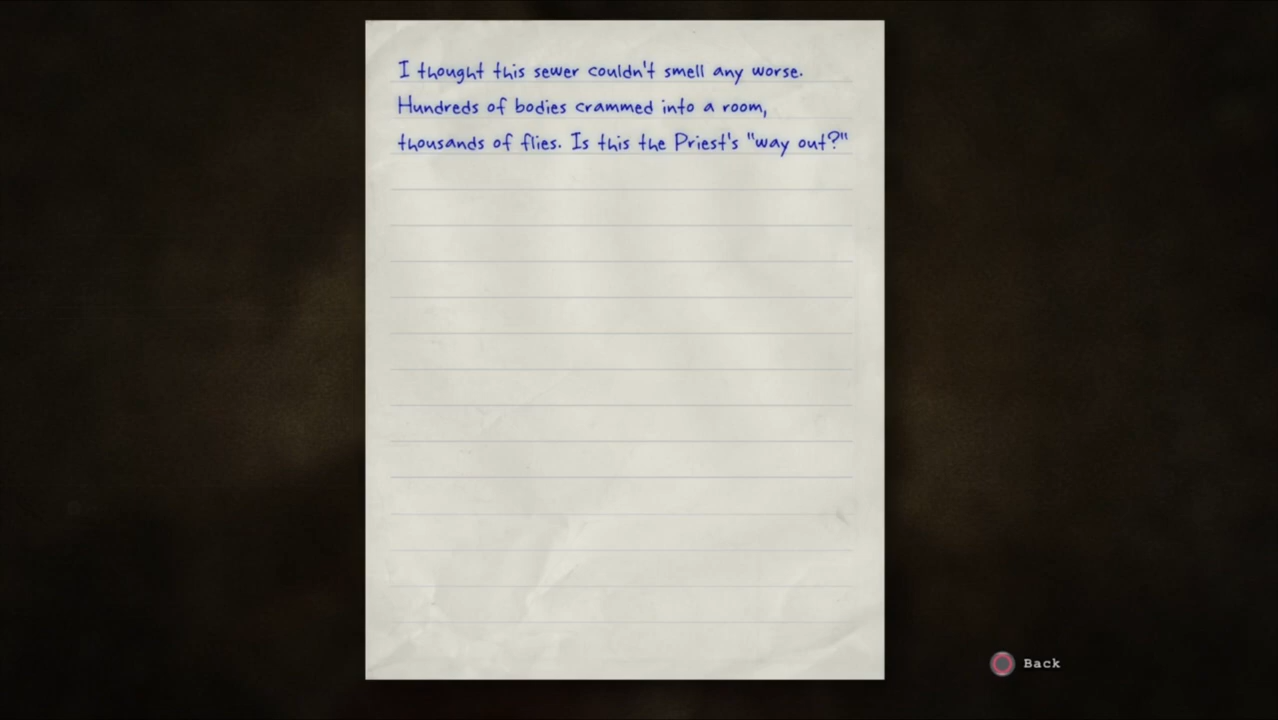 I thought this sewer couldn't smell any worse.
Hundreds of bodies crammed into a room,
thousands of flies. Is this the Priest's "way out?"
Back